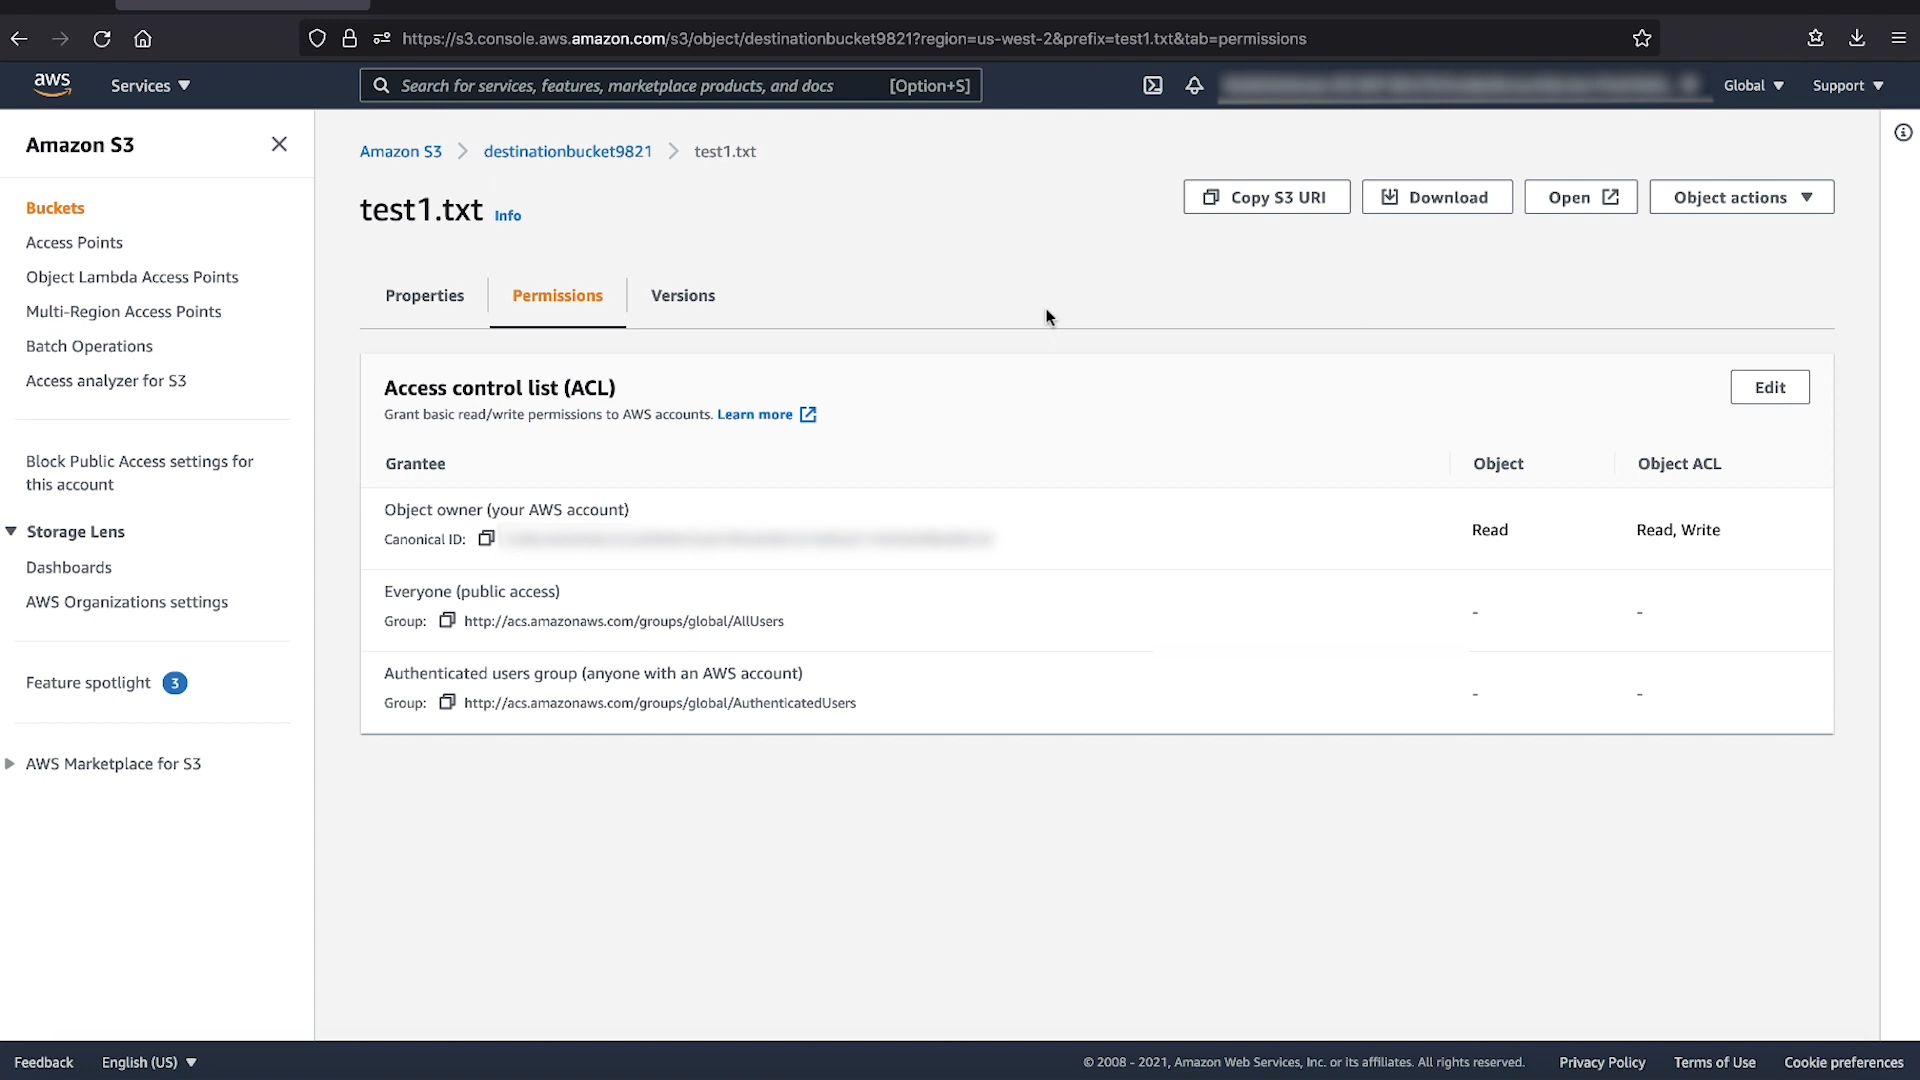 https://s3.console.aws.amazon.com/s3/object/destinationbucket9821?region=us-west-2&prefix=test1.txt&tab=permissions
aws Services Search for services, features, marketplace products, and docs [Option+S] Global Support
Amazon S3
Buckets
Access Points
Object Lambda Access Points
Multi-Region Access Points
Batch Operations
Access analyzer for S3
Block Public Access settings for
this account
Storage Lens
Dashboards
AWS Organizations settings
Feature spotlight 3
AWS Marketplace for S3
Amazon S3 destinationbucket9821 test1.txt
test1.txt Info
Copy S3 URI Download Open Object actions
Properties Permissions Versions
Access control list (ACL)
Edit
Grant basic read/write permissions to AWS accounts. Learn more
Grantee Object Object ACL
Object owner (your AWS account)
Canonical ID:
Read Read, Write
Everyone (public access)
Group: http://acs.amazonaws.com/groups/global/AllUsers
- -
Authenticated users group (anyone with an AWS account)
Group: http://acs.amazonaws.com/groups/global/AuthenticatedUsers
- -
Feedback English (US) © 2008 - 2021, Amazon Web Services, Inc. or its affiliates. All rights reserved. Privacy Policy Terms of Use Cookie preferences